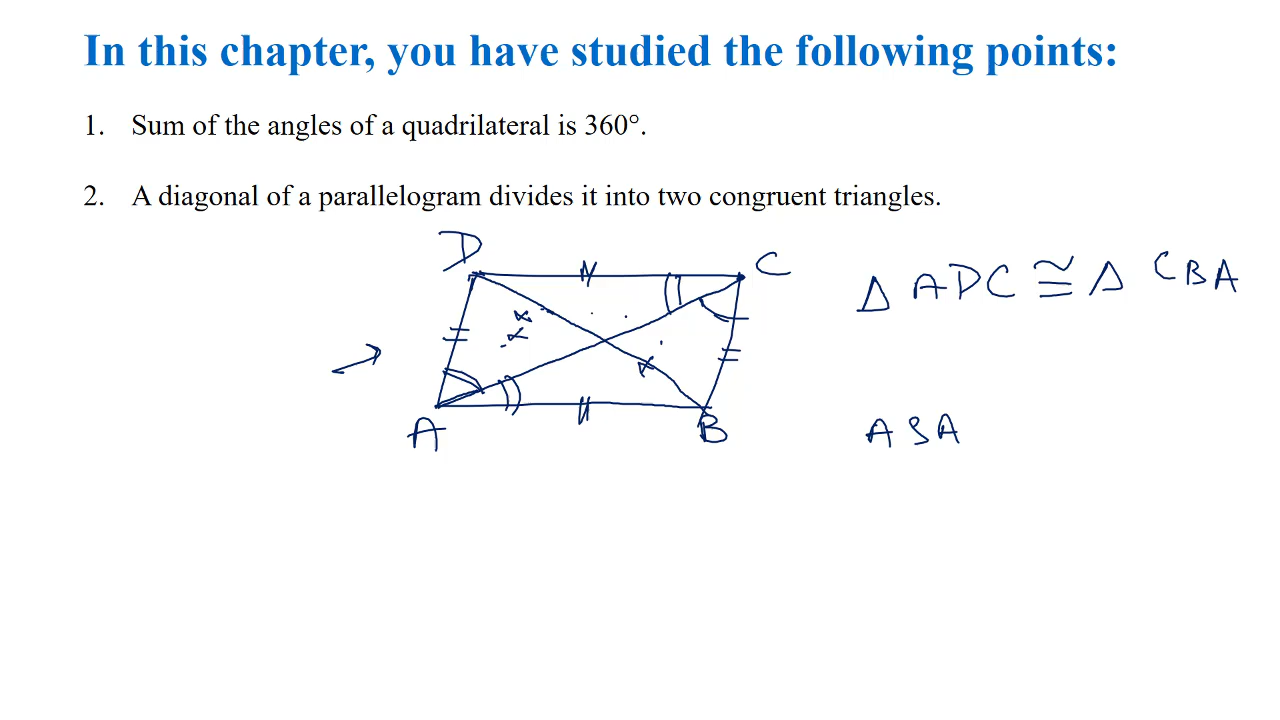 In this chapter, you have studied the following points:
1. Sum of the angles of a quadrilateral is 360°.
2. A diagonal of a parallelogram divides it into two congruent triangles.
D
C
Δ ADC ≅ Δ CBA
A
B
ASA